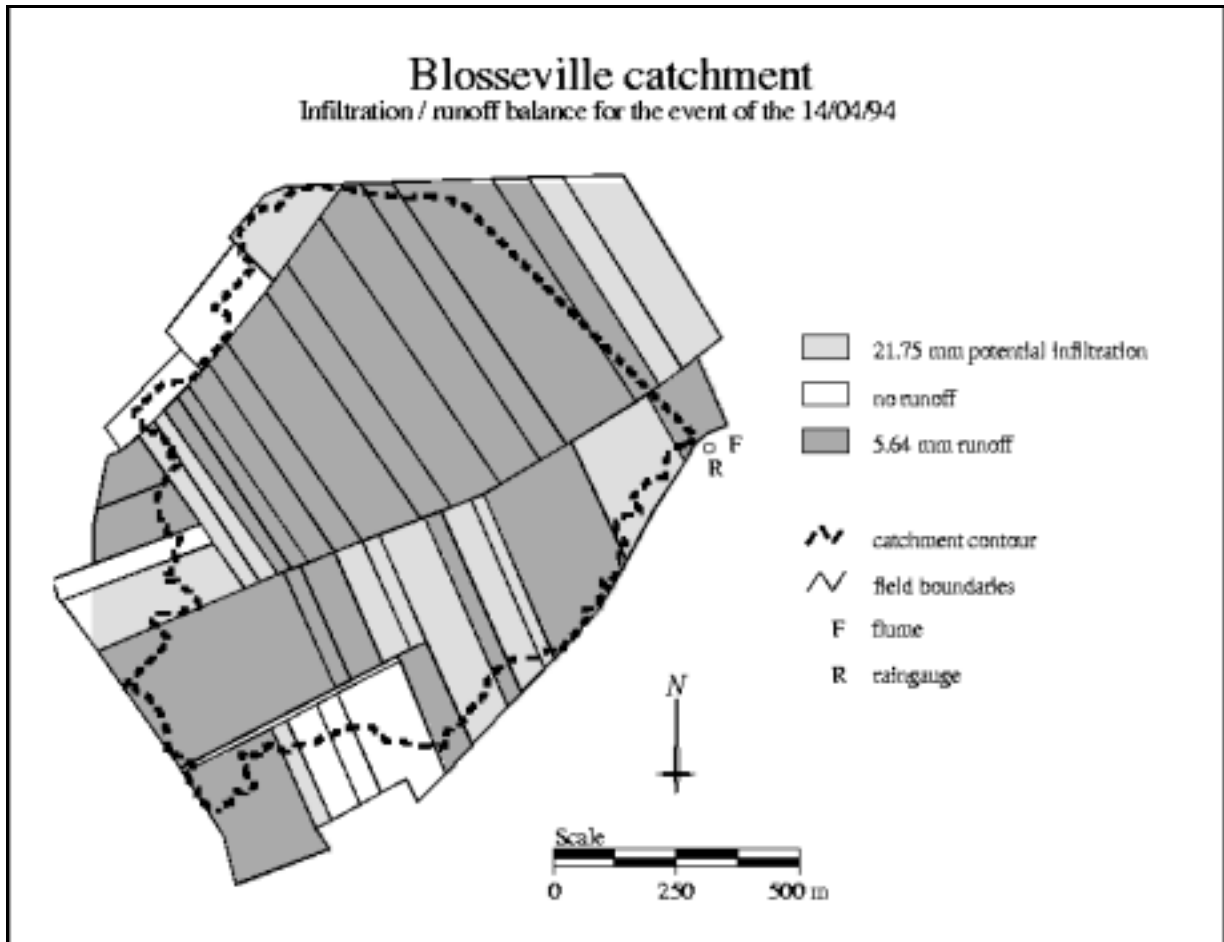 Blosseville catchment
Infiltration / runoff balance for the event of the 14/04/94
21.75 mm potential infiltration
no runoff
5.64 mm runoff
F
R
catchment contour
field boundaries
F flume
R raingauge
N
Scale
0 250 500 m